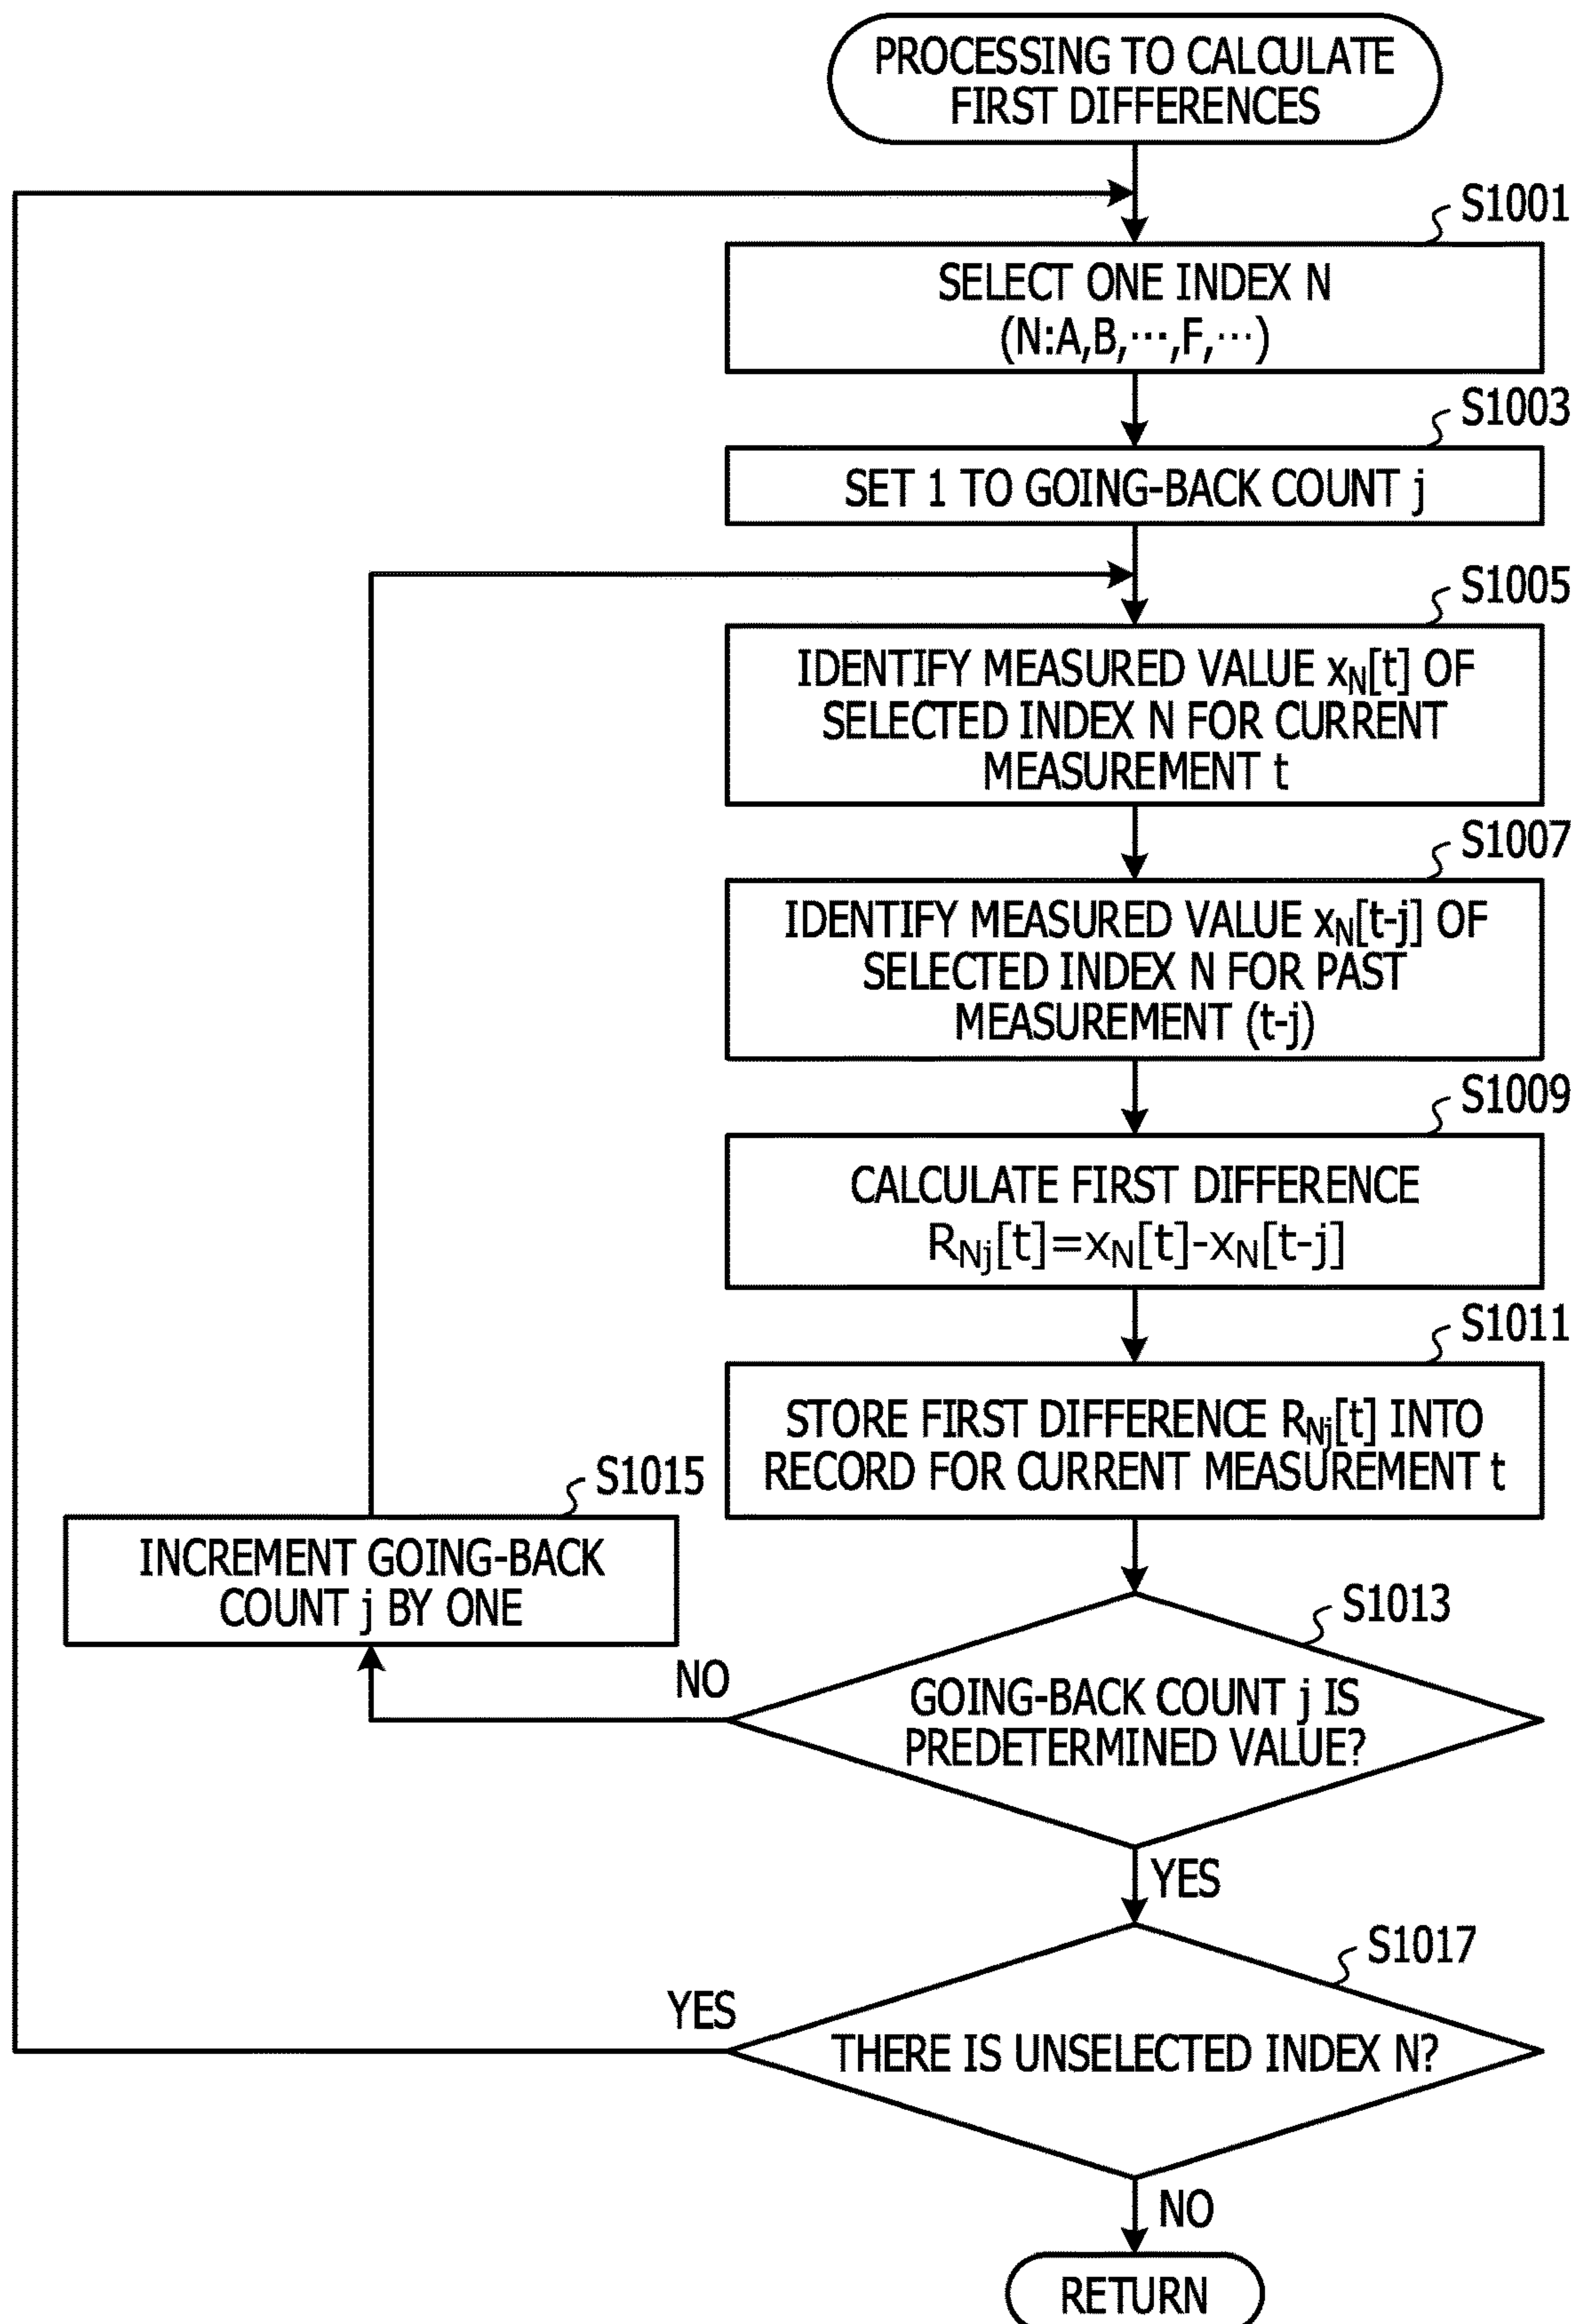 PROCESSING TO CALCULATE
FIRST DIFFERENCES
S1001
SELECT ONE INDEX N
(N:A,B,⋯,F,⋯)
S1003
SET 1 TO GOING-BACK COUNT j
S1005
IDENTIFY MEASURED VALUE xN[t] OF
SELECTED INDEX N FOR CURRENT
MEASUREMENT t
S1007
IDENTIFY MEASURED VALUE xN[t-j] OF
SELECTED INDEX N FOR PAST
MEASUREMENT (t-j)
S1009
CALCULATE FIRST DIFFERENCE
RNj[t]=xN[t]-xN[t-j]
S1011
STORE FIRST DIFFERENCE RNj[t] INTO
RECORD FOR CURRENT MEASUREMENT t
S1015
INCREMENT GOING-BACK
COUNT j BY ONE
S1013
NO
GOING-BACK COUNT j IS
PREDETERMINED VALUE?
YES
S1017
YES
THERE IS UNSELECTED INDEX N?
NO
RETURN